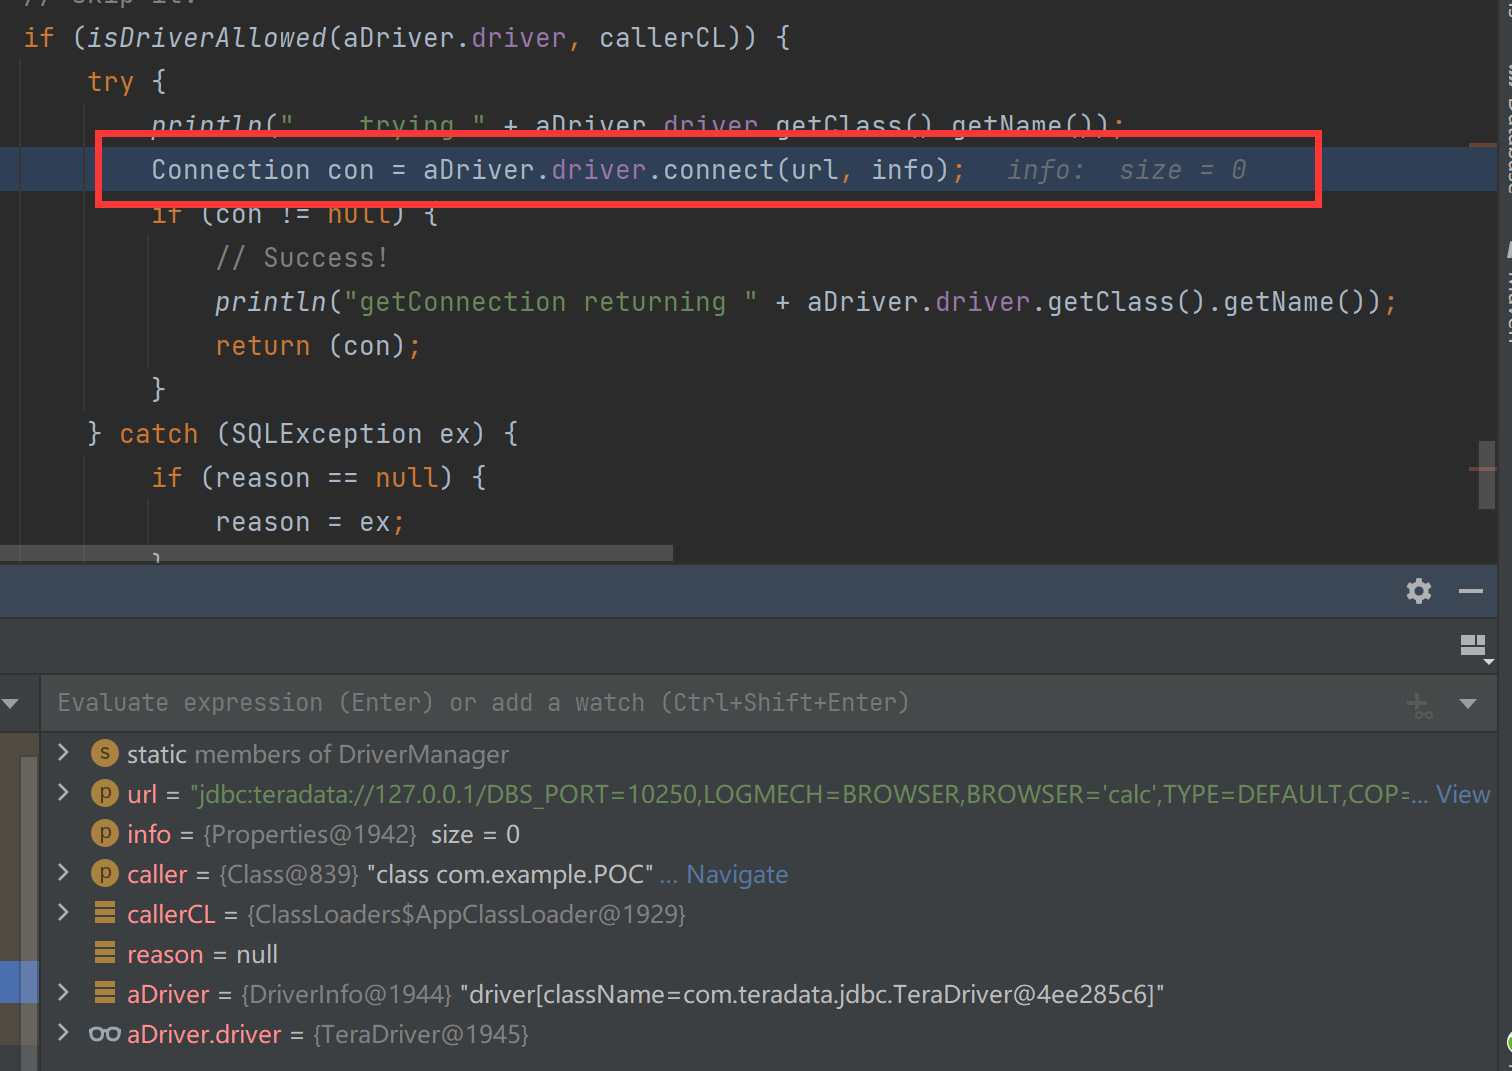 // skip it.
if (isDriverAllowed(aDriver.driver, callerCL)) {
try {
println("    trying " + aDriver.driver.getClass().getName());
Connection con = aDriver.driver.connect(url, info);   info:  size = 0
if (con != null) {
// Success!
println("getConnection returning " + aDriver.driver.getClass().getName());
return (con);
}
} catch (SQLException ex) {
if (reason == null) {
reason = ex;
}
Evaluate expression (Enter) or add a watch (Ctrl+Shift+Enter)
s static members of DriverManager
p url = "jdbc:teradata://127.0.0.1/DBS_PORT=10250,LOGMECH=BROWSER,BROWSER='calc',TYPE=DEFAULT,COP=... View
p info = {Properties@1942}  size = 0
p caller = {Class@839} "class com.example.POC" ... Navigate
callerCL = {ClassLoaders$AppClassLoader@1929}
reason = null
aDriver = {DriverInfo@1944} "driver[className=com.teradata.jdbc.TeraDriver@4ee285c6]"
aDriver.driver = {TeraDriver@1945}